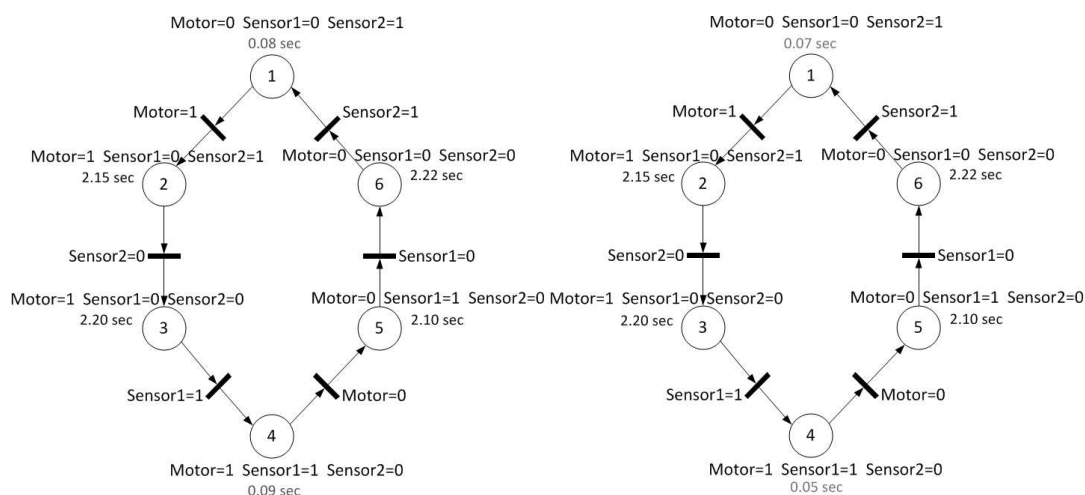 Motor=0 Sensor1=0 Sensor2=1
0.08 sec
1
Motor=1
Sensor2=1
Motor=1 Sensor1=0 Sensor2=1
Motor=0 Sensor1=0 Sensor2=0
2.15 sec
2
6
2.22 sec
Sensor2=0
Sensor1=0
Motor=1 Sensor1=0 Sensor2=0
Motor=0 Sensor1=1 Sensor2=0
2.20 sec
3
5
2.10 sec
Sensor1=1
Motor=0
4
Motor=1 Sensor1=1 Sensor2=0
0.09 sec
Motor=0 Sensor1=0 Sensor2=1
0.07 sec
1
Motor=1
Sensor2=1
Motor=1 Sensor1=0 Sensor2=1
Motor=0 Sensor1=0 Sensor2=0
2.15 sec
2
6
2.22 sec
Sensor2=0
Sensor1=0
Motor=1 Sensor1=0 Sensor2=0
Motor=0 Sensor1=1 Sensor2=0
2.20 sec
3
5
2.10 sec
Sensor1=1
Motor=0
4
Motor=1 Sensor1=1 Sensor2=0
0.05 sec